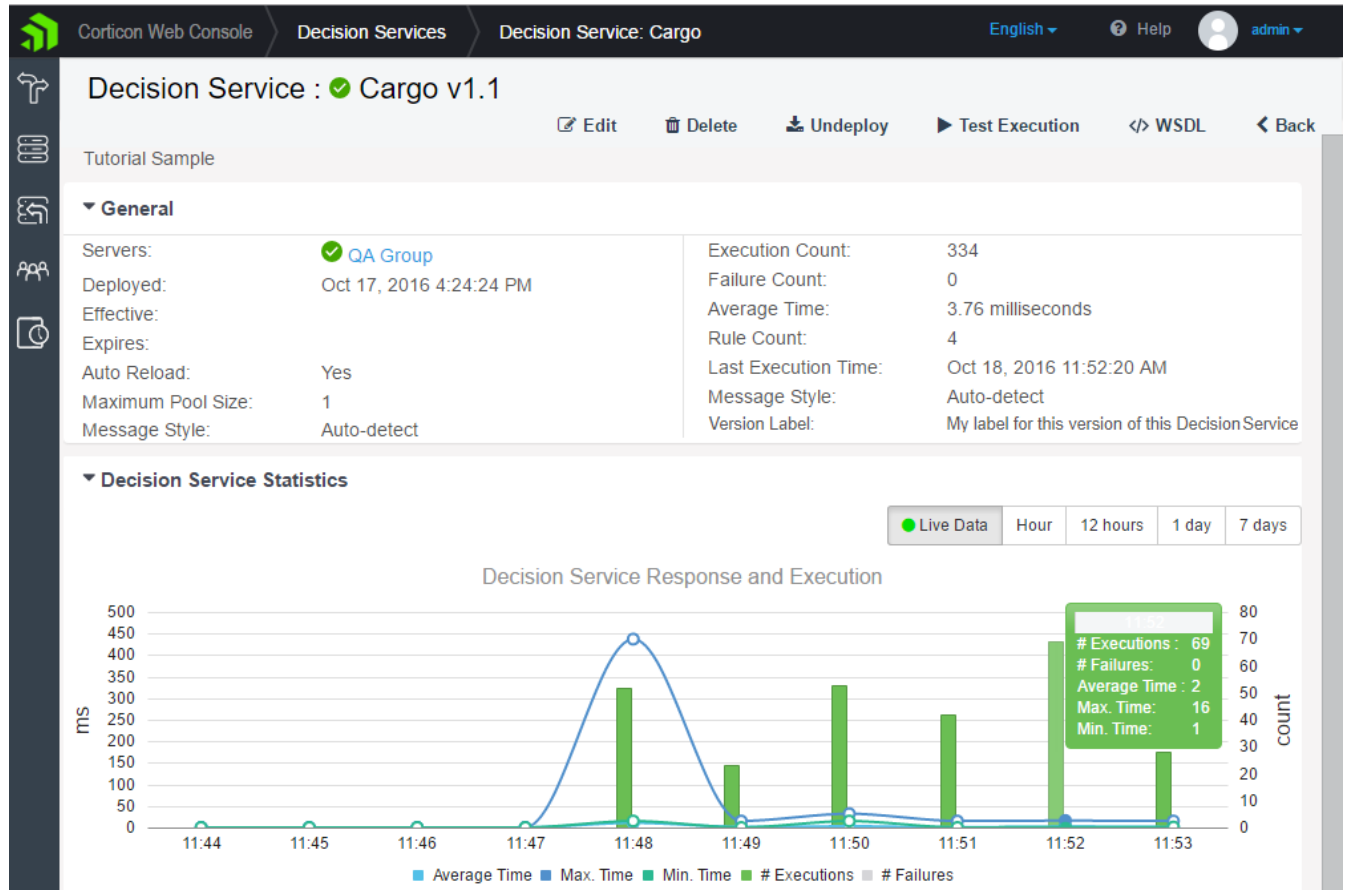 Corticon Web Console Decision Services Decision Service: Cargo English Help admin
Decision Service : Cargo v1.1
Edit Delete Undeploy Test Execution </> WSDL Back
Tutorial Sample
General
Servers: QA Group
Deployed: Oct 17, 2016 4:24:24 PM
Effective:
Expires:
Auto Reload: Yes
Maximum Pool Size: 1
Message Style: Auto-detect
Execution Count: 334
Failure Count: 0
Average Time: 3.76 milliseconds
Rule Count: 4
Last Execution Time: Oct 18, 2016 11:52:20 AM
Message Style: Auto-detect
Version Label: My label for this version of this Decision Service
Decision Service Statistics
Live Data Hour 12 hours 1 day 7 days
Decision Service Response and Execution
500
450
400
350
300
250
200
150
100
50
0
ms
11:52
# Executions : 69
# Failures: 0
Average Time : 2
Max. Time: 16
Min. Time: 1
80
70
60
50
40
30
20
10
0
count
11:44 11:45 11:46 11:47 11:48 11:49 11:50 11:51 11:52 11:53
Average Time Max. Time Min. Time # Executions # Failures